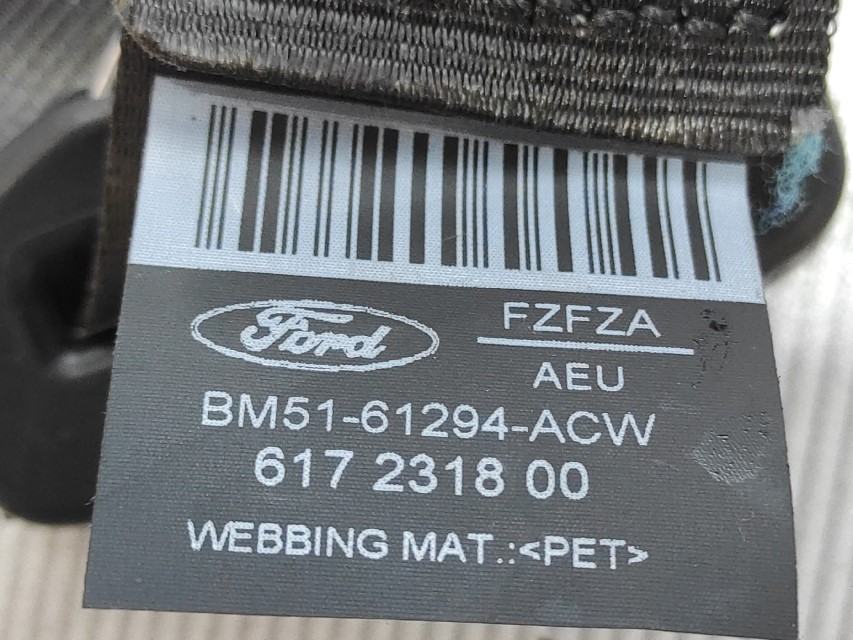 Ford
FZFZA
AEU
BM51-61294-ACW
617 2318 00
WEBBING MAT.:<PET>